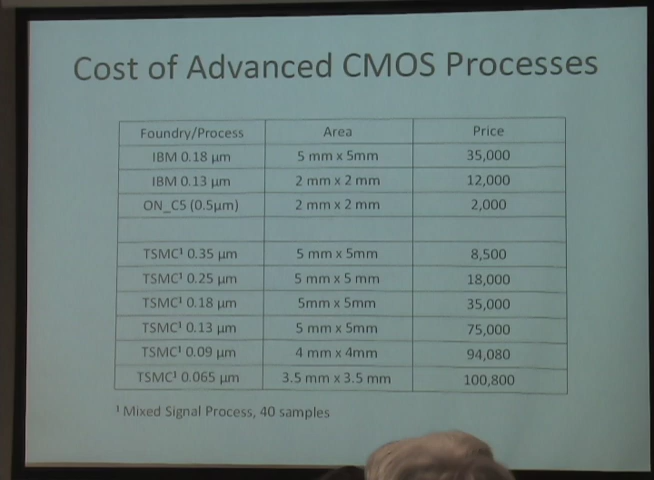 Cost of Advanced CMOS Processes
Foundry/Process Area Price
IBM 0.18 µm 5 mm x 5mm 35,000
IBM 0.13 µm 2 mm x 2 mm 12,000
ON_C5 (0.5µm) 2 mm x 2 mm 2,000
TSMC¹ 0.35 µm 5 mm x 5mm 8,500
TSMC¹ 0.25 µm 5 mm x 5 mm 18,000
TSMC¹ 0.18 µm 5mm x 5mm 35,000
TSMC¹ 0.13 µm 5 mm x 5mm 75,000
TSMC¹ 0.09 µm 4 mm x 4mm 94,080
TSMC¹ 0.065 µm 3.5 mm x 3.5 mm 100,800
¹ Mixed Signal Process, 40 samples